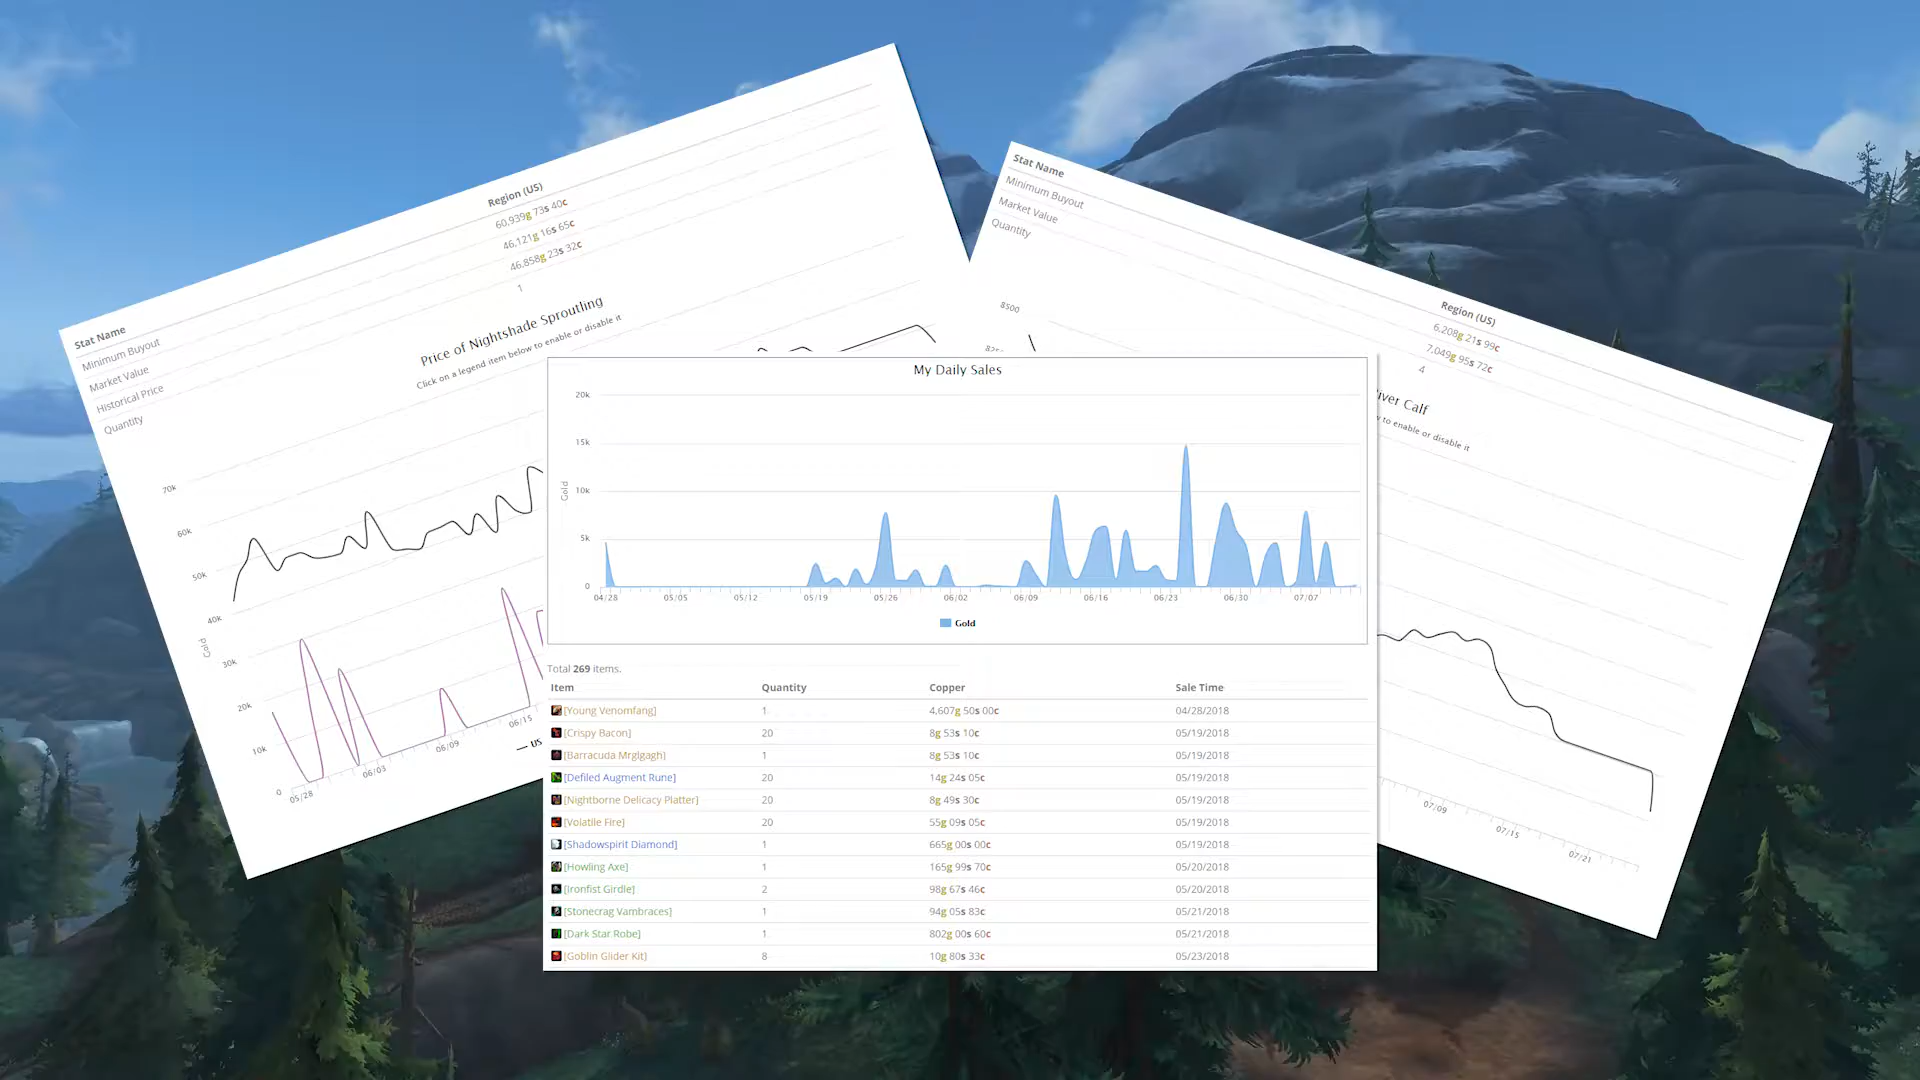 Stat Name Region (US)
Minimum Buyout 60,939g 73s 40c
Market Value 46,121g 16s 65c
Historical Price 46,858g 23s 32c
Quantity 1
Price of Nightshade Sproutling
Click on a legend item below to enable or disable it
70k
60k
50k
40k
30k
20k
10k
0
Gold
05/28 06/03 06/09 06/15
US
Stat Name Region (US)
Minimum Buyout 6,208g 21s 99c
Market Value 7,049g 95s 72c
Quantity 4
iver Calf
to enable or disable it
8500
07/09 07/15 07/21
My Daily Sales
20k
15k
10k
5k
0
Gold
04/28 05/05 05/12 05/19 05/26 06/02 06/09 06/16 06/23 06/30 07/07
Gold
Total 269 items.
Item Quantity Copper Sale Time
[Young Venomfang] 1 4,607g 50s 00c 04/28/2018
[Crispy Bacon] 20 8g 53s 10c 05/19/2018
[Barracuda Mrglgagh] 1 8g 53s 10c 05/19/2018
[Defiled Augment Rune] 20 14g 24s 05c 05/19/2018
[Nightborne Delicacy Platter] 20 8g 49s 30c 05/19/2018
[Volatile Fire] 20 55g 09s 05c 05/19/2018
[Shadowspirit Diamond] 1 665g 00s 00c 05/19/2018
[Howling Axe] 1 165g 99s 70c 05/20/2018
[Ironfist Girdle] 2 98g 67s 46c 05/20/2018
[Stonecrag Vambraces] 1 94g 05s 83c 05/21/2018
[Dark Star Robe] 1 802g 00s 60c 05/21/2018
[Goblin Glider Kit] 8 10g 80s 33c 05/23/2018